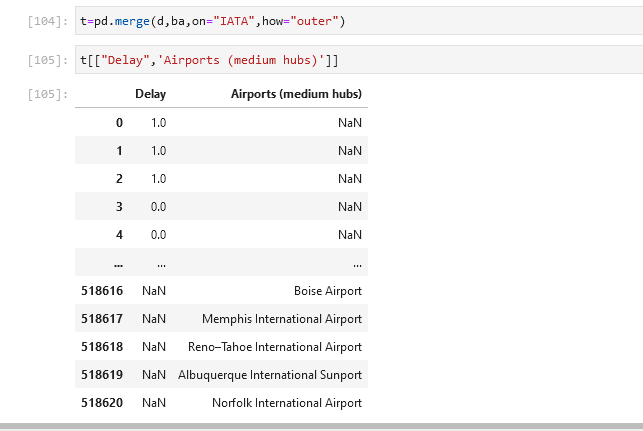 [104]: t=pd.merge(d,ba,on="IATA",how="outer")
[105]: t[["Delay",'Airports (medium hubs)']]
[105]: Delay Airports (medium hubs)
0 1.0 NaN
1 1.0 NaN
2 1.0 NaN
3 0.0 NaN
4 0.0 NaN
... ... ...
518616 NaN Boise Airport
518617 NaN Memphis International Airport
518618 NaN Reno–Tahoe International Airport
518619 NaN Albuquerque International Sunport
518620 NaN Norfolk International Airport